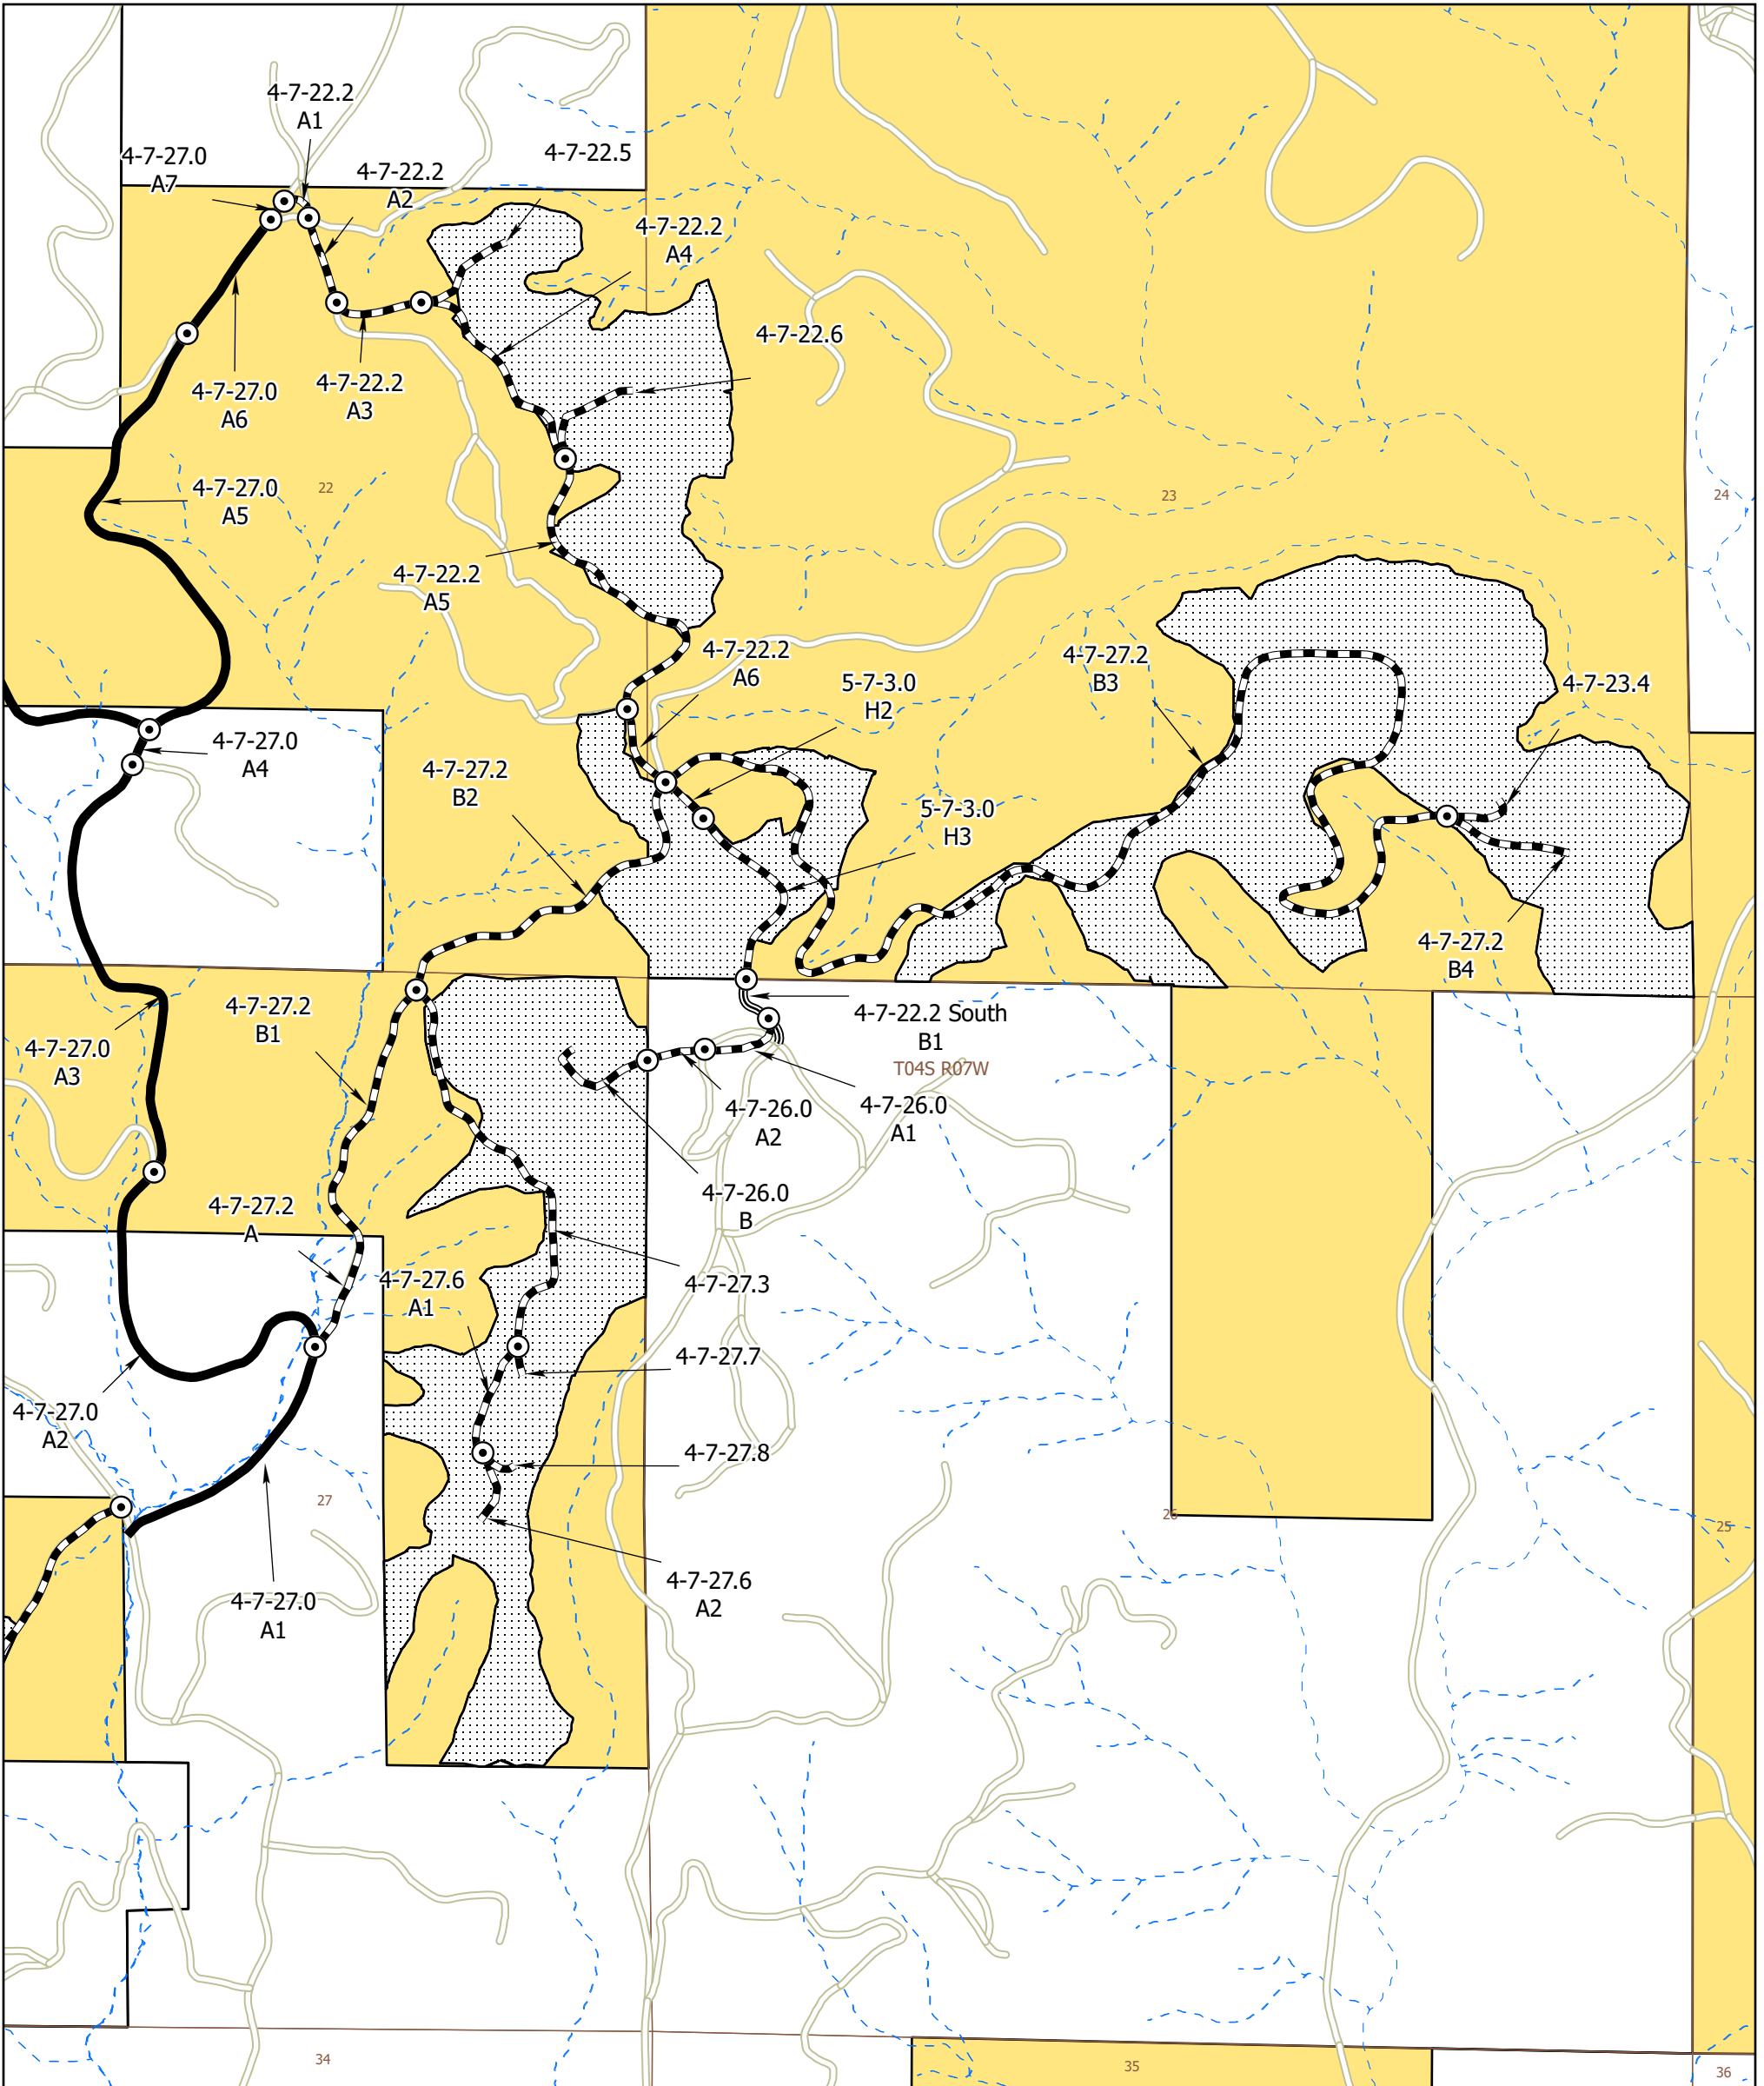 4-7-22.2
A1
4-7-27.0
A7
4-7-22.5
4-7-22.2
A2
4-7-22.2
A4
4-7-22.6
4-7-27.0
A6
4-7-22.2
A3
4-7-27.0
A5
22
23
24
4-7-22.2
A5
4-7-22.2
A6
4-7-27.2
B3
5-7-3.0
H2
4-7-23.4
4-7-27.0
A4
4-7-27.2
B2
5-7-3.0
H3
4-7-27.2
B4
4-7-27.2
B1
4-7-22.2 South
B1
T04S R07W
4-7-27.0
A3
4-7-26.0
A2
4-7-26.0
A1
4-7-26.0
B
4-7-27.2
A
4-7-27.6
A1
4-7-27.3
4-7-27.7
4-7-27.0
A2
4-7-27.8
27
26
25
4-7-27.6
A2
4-7-27.0
A1
34
35
36